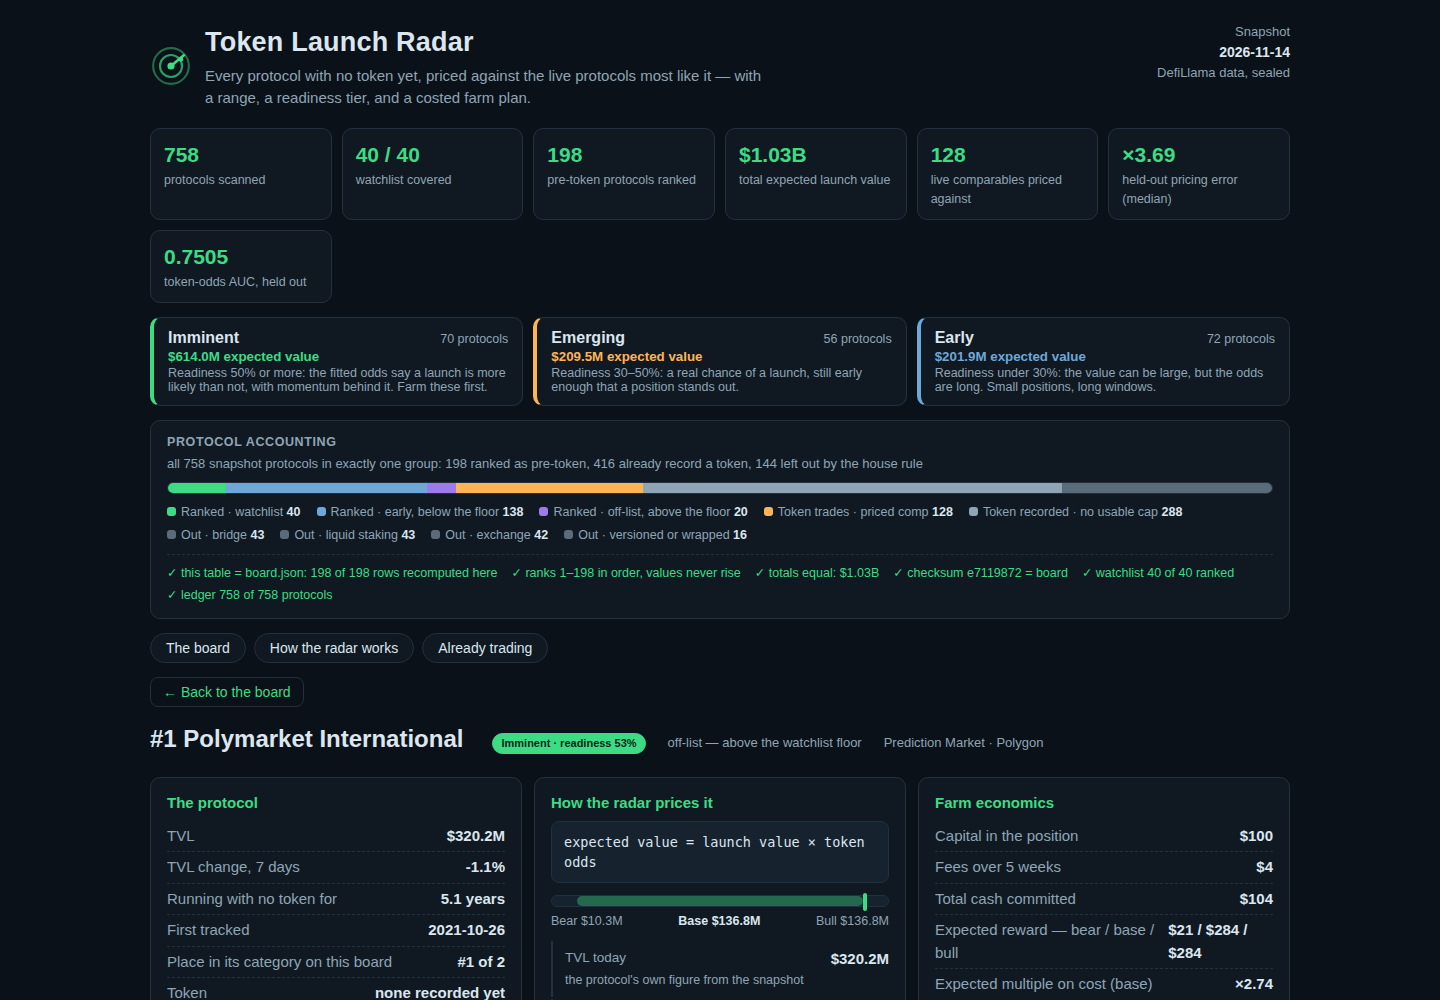 Token Launch Radar
Every protocol with no token yet, priced against the live protocols most like it — with
a range, a readiness tier, and a costed farm plan.
Snapshot
2026-11-14
DefiLlama data, sealed
758
protocols scanned
40 / 40
watchlist covered
198
pre-token protocols ranked
$1.03B
total expected launch value
128
live comparables priced
against
×3.69
held-out pricing error
(median)
0.7505
token-odds AUC, held out
Imminent
70 protocols
$614.0M expected value
Readiness 50% or more: the fitted odds say a launch is more
likely than not, with momentum behind it. Farm these first.
Emerging
56 protocols
$209.5M expected value
Readiness 30–50%: a real chance of a launch, still early
enough that a position stands out.
Early
72 protocols
$201.9M expected value
Readiness under 30%: the value can be large, but the odds
are long. Small positions, long windows.
PROTOCOL ACCOUNTING
all 758 snapshot protocols in exactly one group: 198 ranked as pre-token, 416 already record a token, 144 left out by the house rule
Ranked · watchlist 40 Ranked · early, below the floor 138 Ranked · off-list, above the floor 20 Token trades · priced comp 128 Token recorded · no usable cap 288
Out · bridge 43 Out · liquid staking 43 Out · exchange 42 Out · versioned or wrapped 16
✓ this table = board.json: 198 of 198 rows recomputed here ✓ ranks 1–198 in order, values never rise ✓ totals equal: $1.03B ✓ checksum e7119872 = board ✓ watchlist 40 of 40 ranked
✓ ledger 758 of 758 protocols
The board How the radar works Already trading
← Back to the board
#1 Polymarket International Imminent · readiness 53% off-list — above the watchlist floor Prediction Market · Polygon
The protocol
TVL $320.2M
TVL change, 7 days -1.1%
Running with no token for 5.1 years
First tracked 2021-10-26
Place in its category on this board #1 of 2
Token none recorded yet
How the radar prices it
expected value = launch value × token
odds
Bear $10.3M Base $136.8M Bull $136.8M
TVL today $320.2M
the protocol's own figure from the snapshot
Farm economics
Capital in the position $100
Fees over 5 weeks $4
Total cash committed $104
Expected reward — bear / base / $21 / $284 /
bull $284
Expected multiple on cost (base) ×2.74